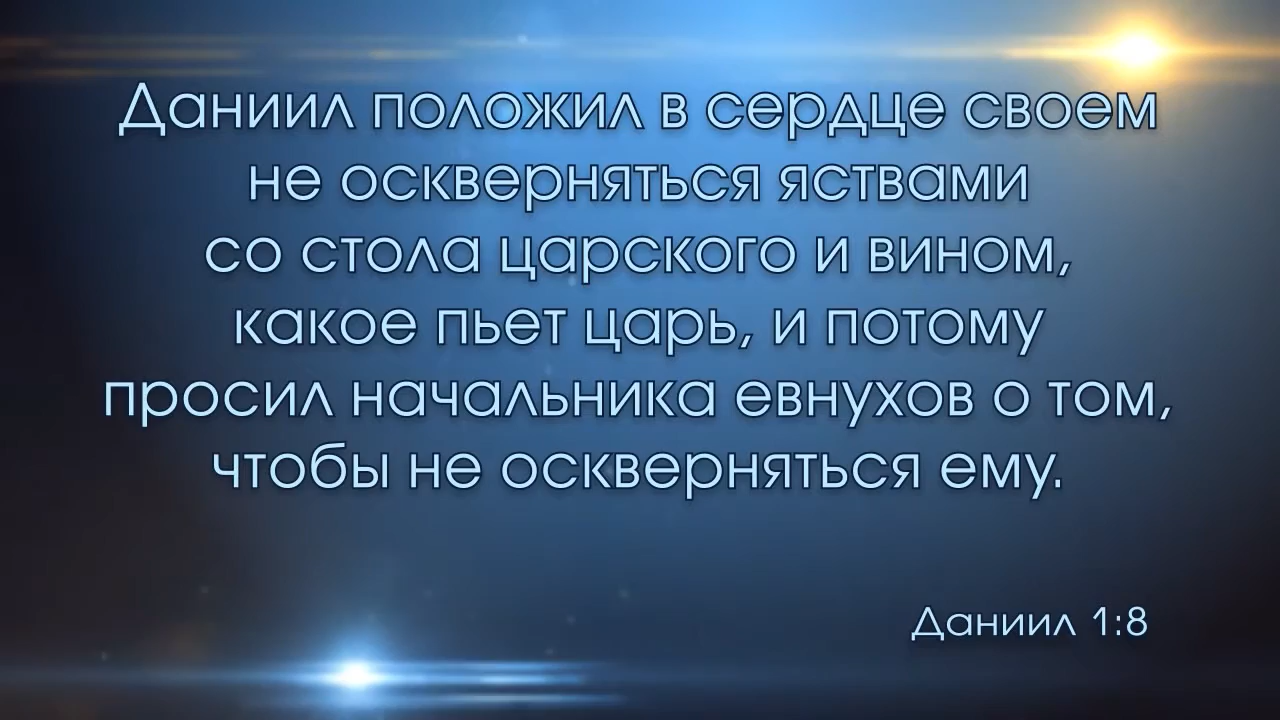 Даниил положил в сердце своем
не оскверняться яствами
со стола царского и вином,
какое пьет царь, и потому
просил начальника евнухов о том,
чтобы не оскверняться ему.
Даниил 1:8